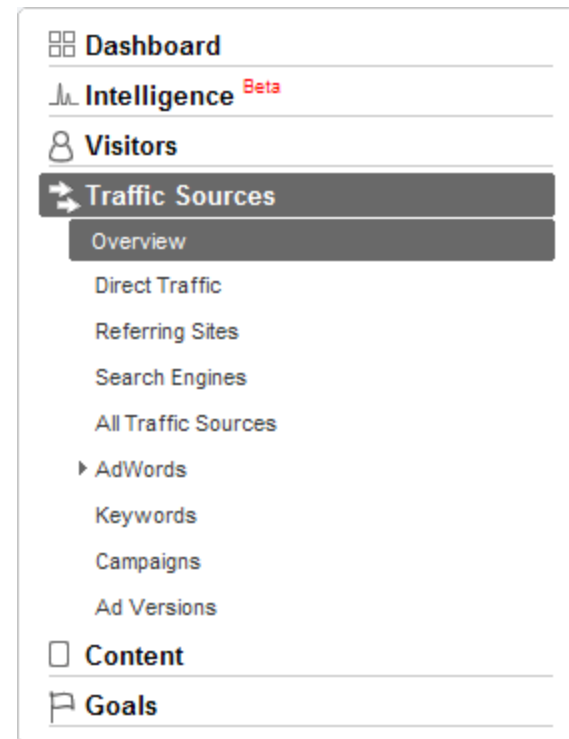 Dashboard
Intelligence Beta
Visitors
Traffic Sources
Overview
Direct Traffic
Referring Sites
Search Engines
All Traffic Sources
AdWords
Keywords
Campaigns
Ad Versions
Content
Goals